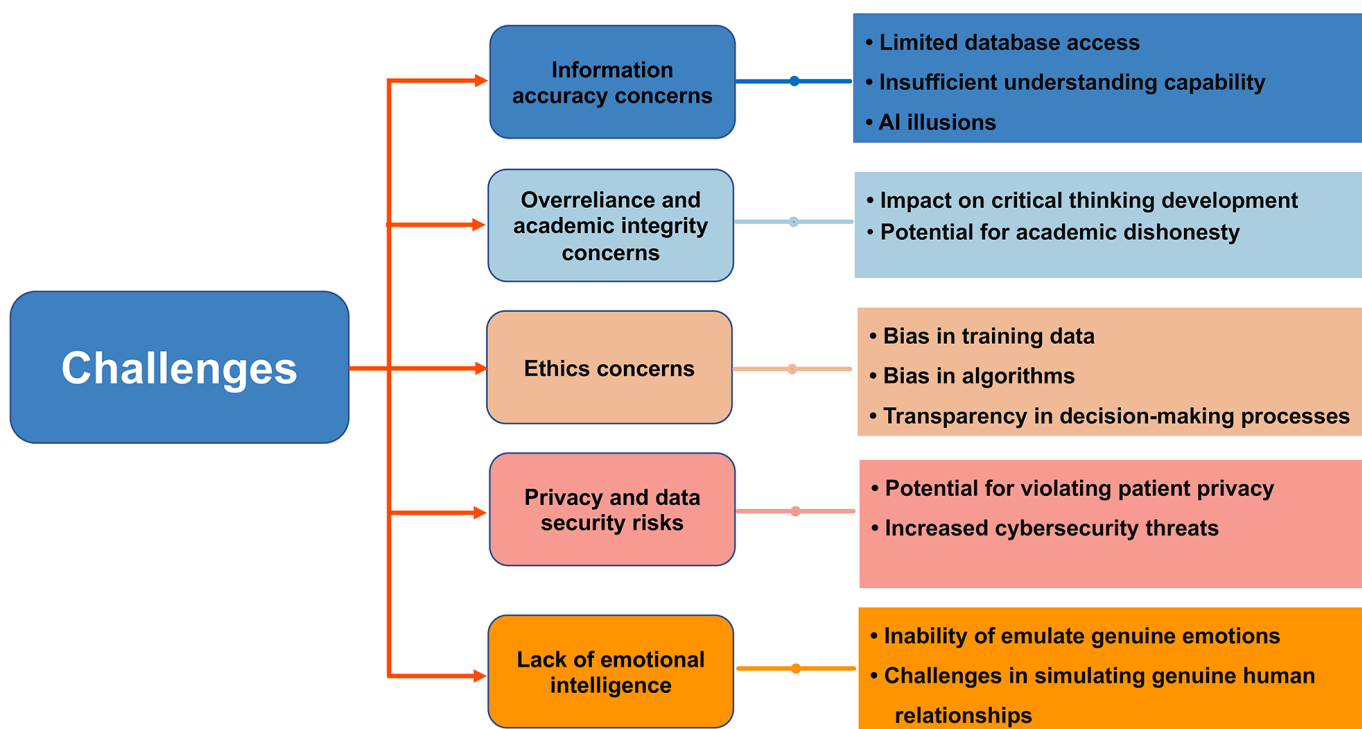 Challenges
Information
accuracy concerns
• Limited database access
• Insufficient understanding capability
• AI illusions
Overreliance and
academic integrity
concerns
• Impact on critical thinking development
• Potential for academic dishonesty
Ethics concerns
• Bias in training data
• Bias in algorithms
• Transparency in decision-making processes
Privacy and data
security risks
• Potential for violating patient privacy
• Increased cybersecurity threats
Lack of emotional
intelligence
• Inability of emulate genuine emotions
• Challenges in simulating genuine human
relationships